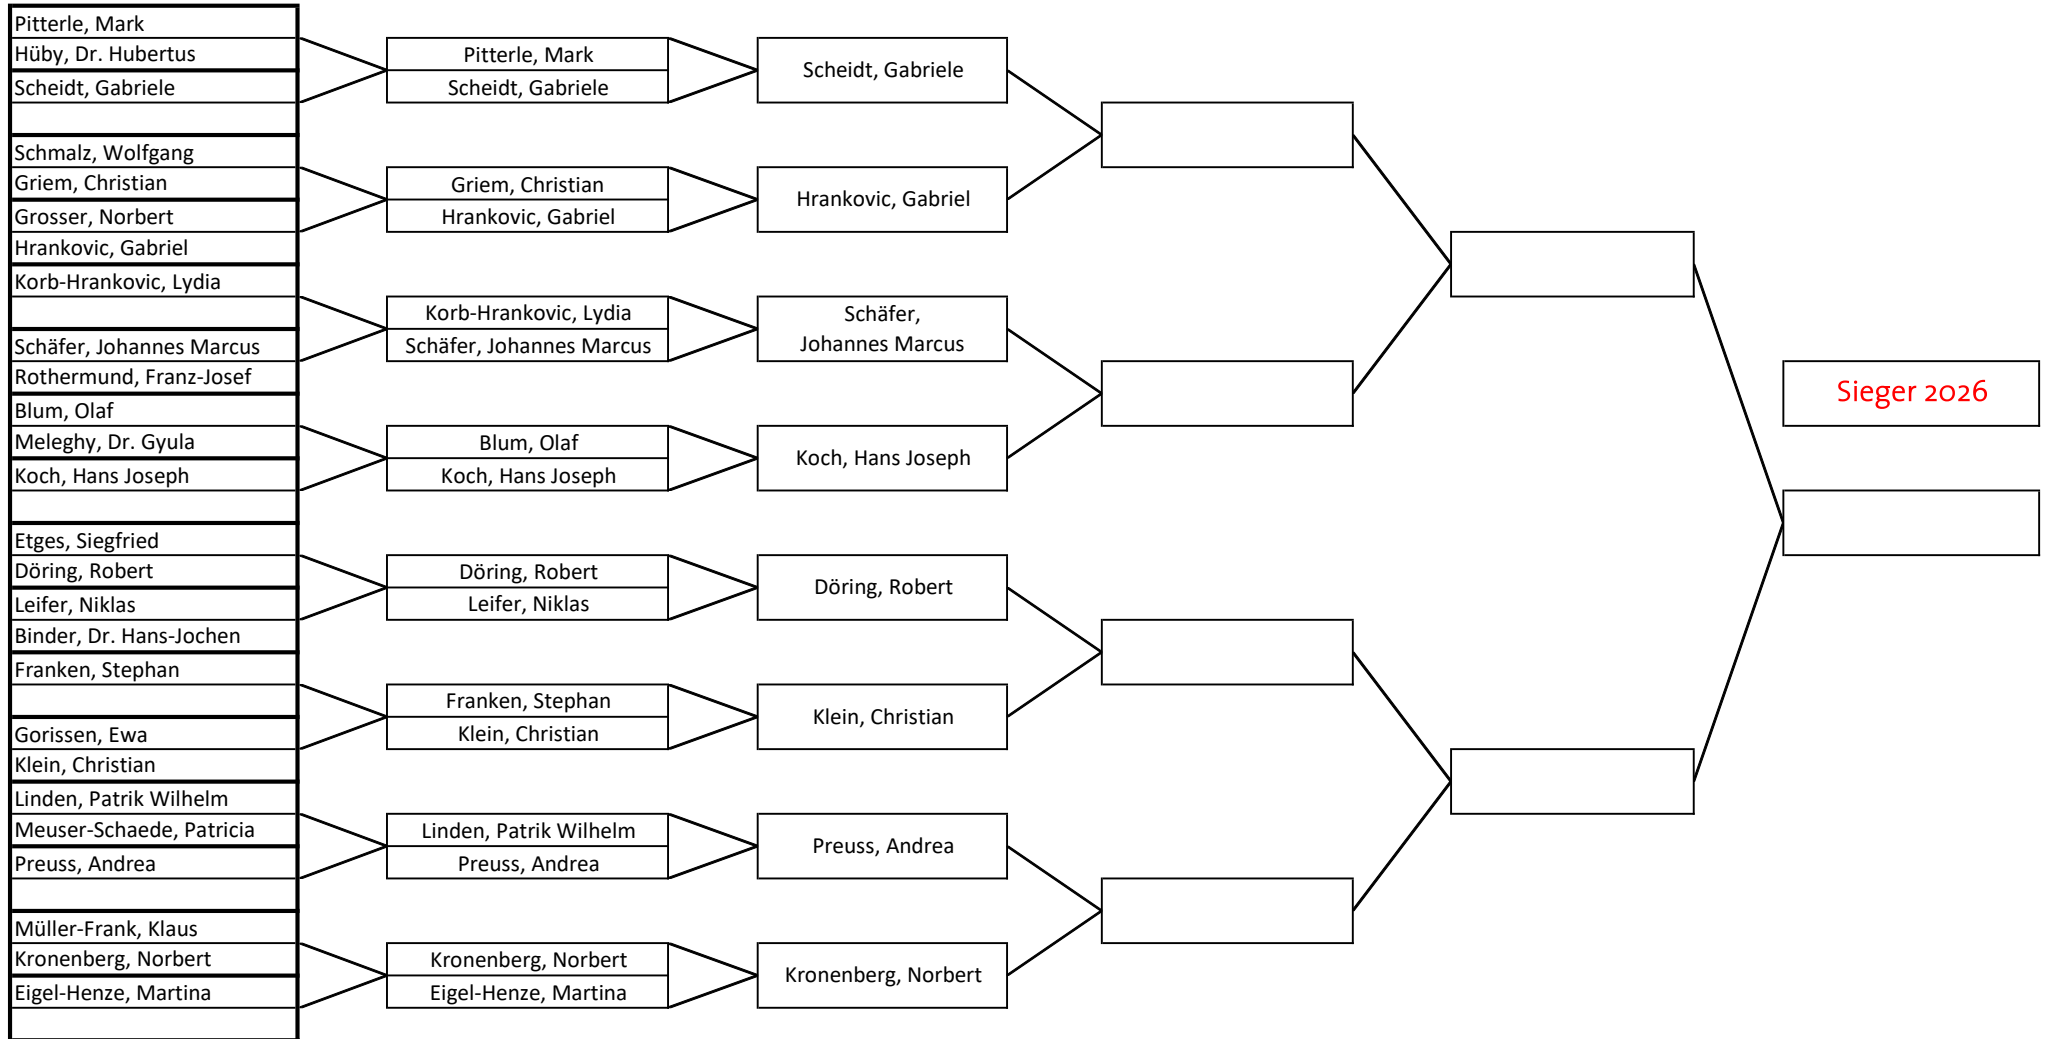 Pitterle, Mark
Hüby, Dr. Hubertus
Scheidt, Gabriele
Schmalz, Wolfgang
Griem, Christian
Grosser, Norbert
Hrankovic, Gabriel
Korb-Hrankovic, Lydia
Schäfer, Johannes Marcus
Rothermund, Franz-Josef
Blum, Olaf
Meleghy, Dr. Gyula
Koch, Hans Joseph
Etges, Siegfried
Döring, Robert
Leifer, Niklas
Binder, Dr. Hans-Jochen
Franken, Stephan
Gorissen, Ewa
Klein, Christian
Linden, Patrik Wilhelm
Meuser-Schaede, Patricia
Preuss, Andrea
Müller-Frank, Klaus
Kronenberg, Norbert
Eigel-Henze, Martina
Pitterle, Mark
Scheidt, Gabriele
Griem, Christian
Hrankovic, Gabriel
Korb-Hrankovic, Lydia
Schäfer, Johannes Marcus
Blum, Olaf
Koch, Hans Joseph
Döring, Robert
Leifer, Niklas
Franken, Stephan
Klein, Christian
Linden, Patrik Wilhelm
Preuss, Andrea
Kronenberg, Norbert
Eigel-Henze, Martina
Scheidt, Gabriele
Hrankovic, Gabriel
Schäfer,
Johannes Marcus
Koch, Hans Joseph
Döring, Robert
Klein, Christian
Preuss, Andrea
Kronenberg, Norbert
Sieger 2026